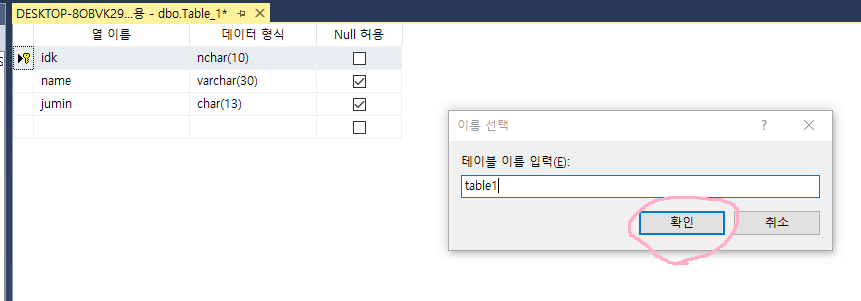 DESKTOP-8OBVK29...용 - dbo.Table_1*
열 이름 데이터 형식 Null 허용
idk nchar(10)
name varchar(30)
jumin char(13)
이름 선택 ?
테이블 이름 입력(E):
table1
확인 취소